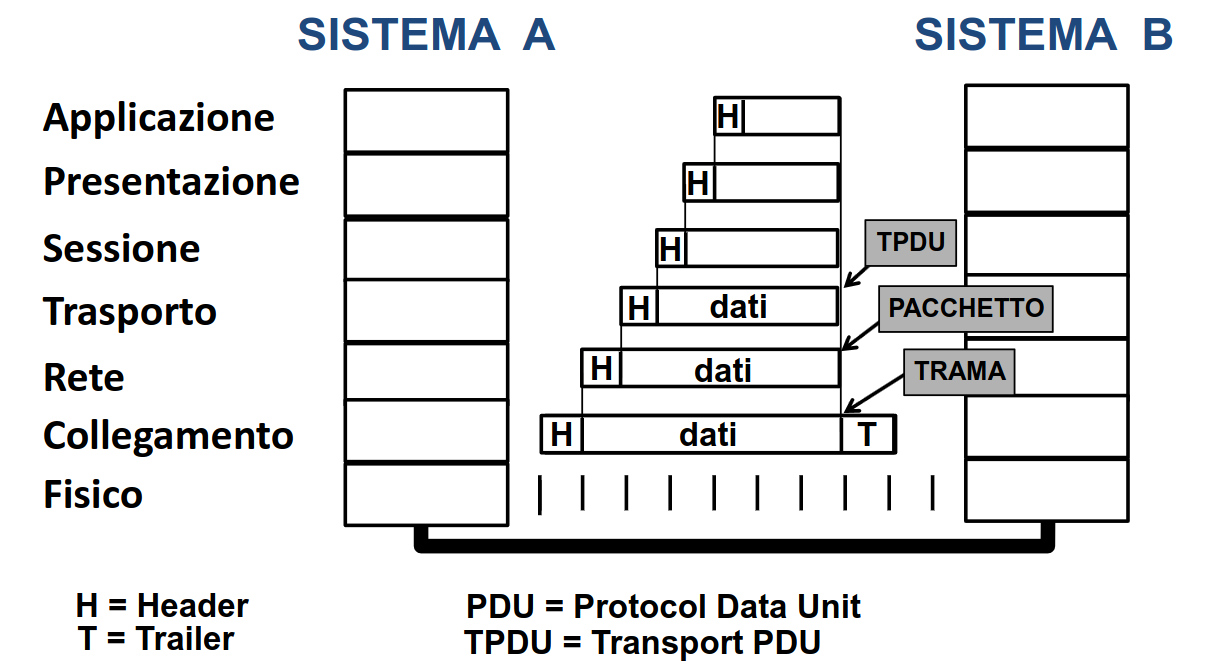 SISTEMA A
SISTEMA B
Applicazione
H
Presentazione
H
Sessione
H
TPDU
Trasporto
H dati
PACCHETTO
Rete
H dati
TRAMA
Collegamento
H dati T
Fisico
H = Header
T = Trailer
PDU = Protocol Data Unit
TPDU = Transport PDU